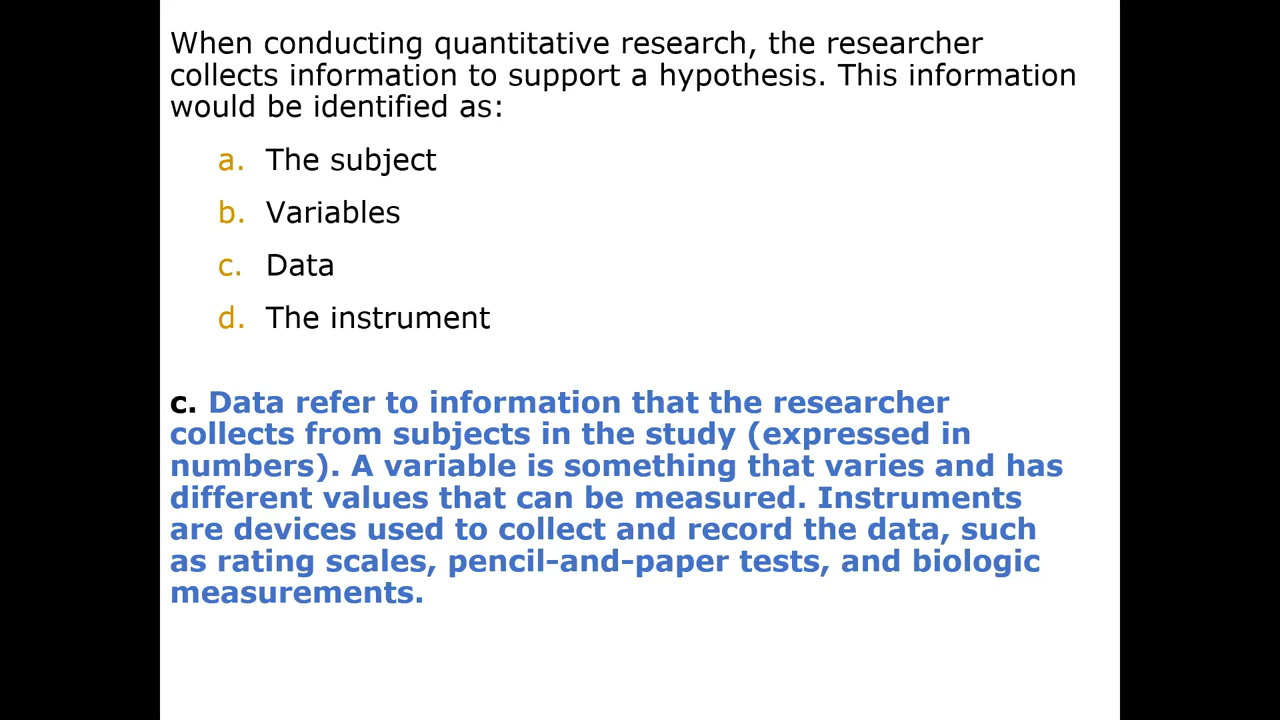 When conducting quantitative research, the researcher
collects information to support a hypothesis. This information
would be identified as:
a. The subject
b. Variables
c. Data
d. The instrument
c. Data refer to information that the researcher
collects from subjects in the study (expressed in
numbers). A variable is something that varies and has
different values that can be measured. Instruments
are devices used to collect and record the data, such
as rating scales, pencil-and-paper tests, and biologic
measurements.